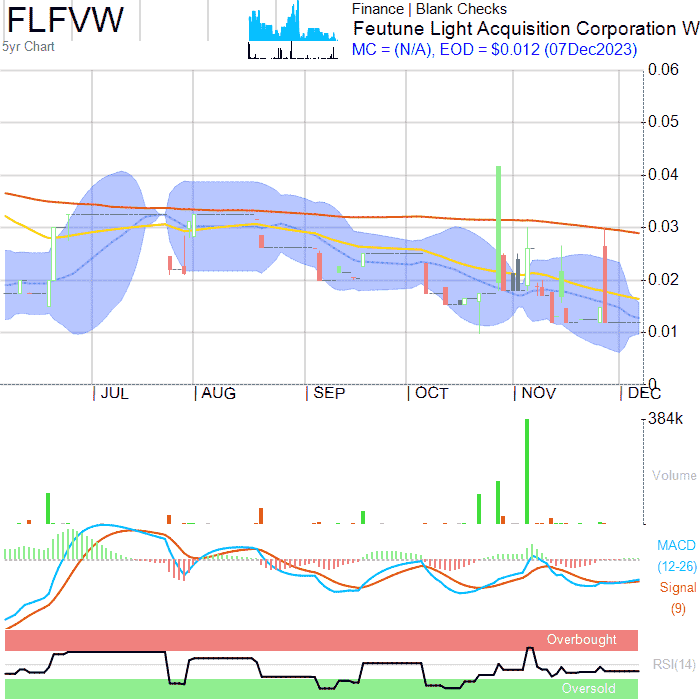 FLFVW
5yr Chart
Finance | Blank Checks
Feutune Light Acquisition Corporation W
MC = (N/A), EOD = $0.012 (07Dec2023)
0.06
0.05
0.04
0.03
0.02
0.01
0
JUL AUG SEP OCT NOV DEC
384k
Volume
MACD
(12-26)
Signal
(9)
Overbought
RSI(14)
Oversold